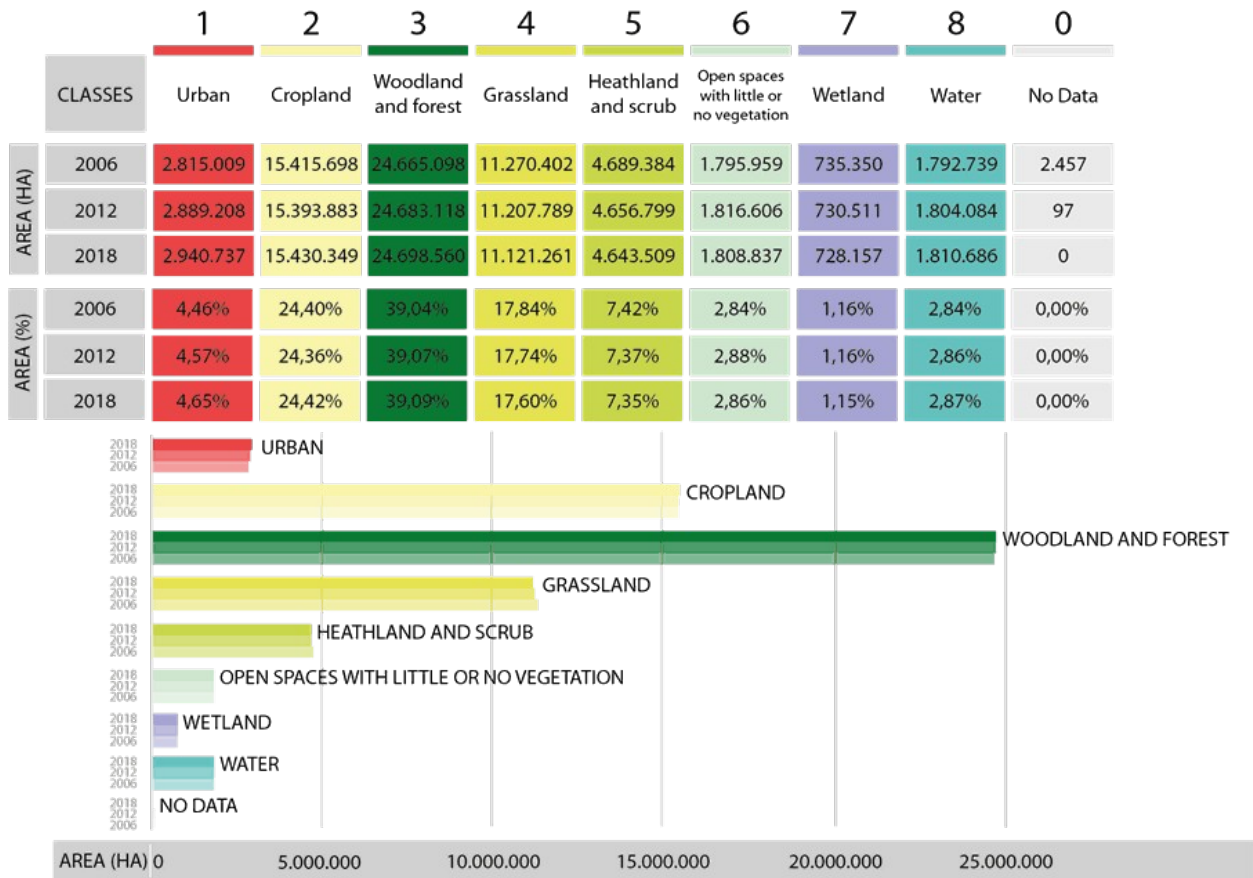 1 2 3 4 5 6 7 8 0
CLASSES Urban Cropland Woodland and forest Grassland Heathland and scrub Open spaces with little or no vegetation Wetland Water No Data
AREA (HA)
2006 2.815.009 15.415.698 24.665.098 11.270.402 4.689.384 1.795.959 735.350 1.792.739 2.457
2012 2.889.208 15.393.883 24.683.118 11.207.789 4.656.799 1.816.606 730.511 1.804.084 97
2018 2.940.737 15.430.349 24.698.560 11.121.261 4.643.509 1.808.837 728.157 1.810.686 0
AREA (%)
2006 4,46% 24,40% 39,04% 17,84% 7,42% 2,84% 1,16% 2,84% 0,00%
2012 4,57% 24,36% 39,07% 17,74% 7,37% 2,88% 1,16% 2,86% 0,00%
2018 4,65% 24,42% 39,09% 17,60% 7,35% 2,86% 1,15% 2,87% 0,00%
2018
2012 URBAN
2006
2018
2012 CROPLAND
2006
2018
2012 WOODLAND AND FOREST
2006
2018
2012 GRASSLAND
2006
2018
2012 HEATHLAND AND SCRUB
2006
2018
2012 OPEN SPACES WITH LITTLE OR NO VEGETATION
2006
2018
2012 WETLAND
2006
2018
2012 WATER
2006
2018
2012 NO DATA
2006
AREA (HA) 0 5.000.000 10.000.000 15.000.000 20.000.000 25.000.000